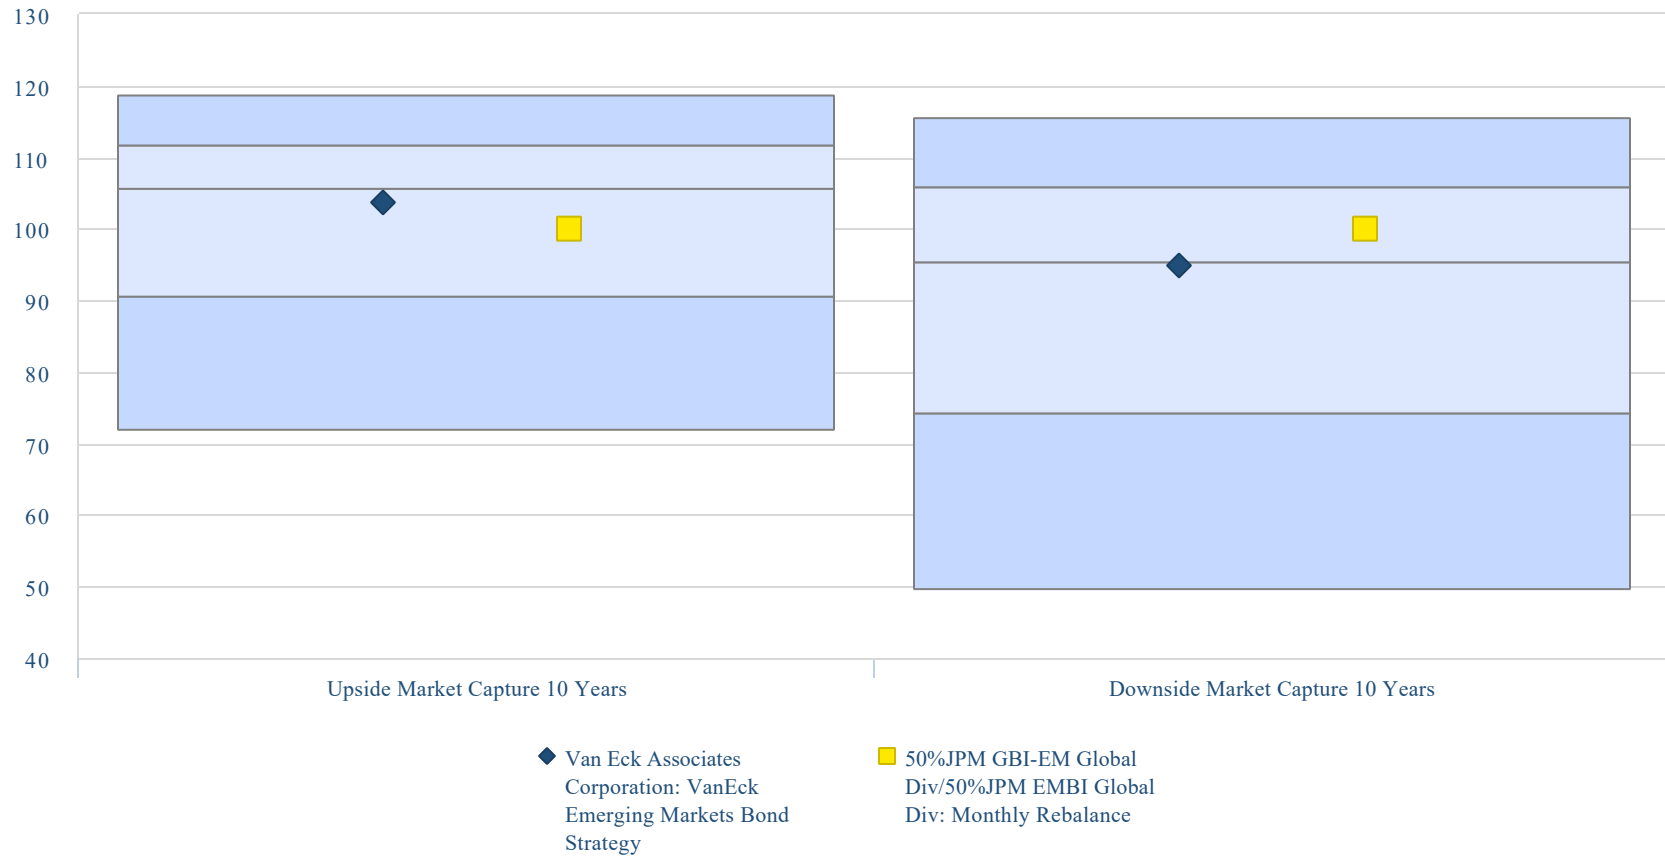 130
120
110
100
90
80
70
60
50
40
Upside Market Capture 10 Years
Downside Market Capture 10 Years
Van Eck Associates
Corporation: VanEck
Emerging Markets Bond
Strategy
50%JPM GBI-EM Global
Div/50%JPM EMBI Global
Div: Monthly Rebalance